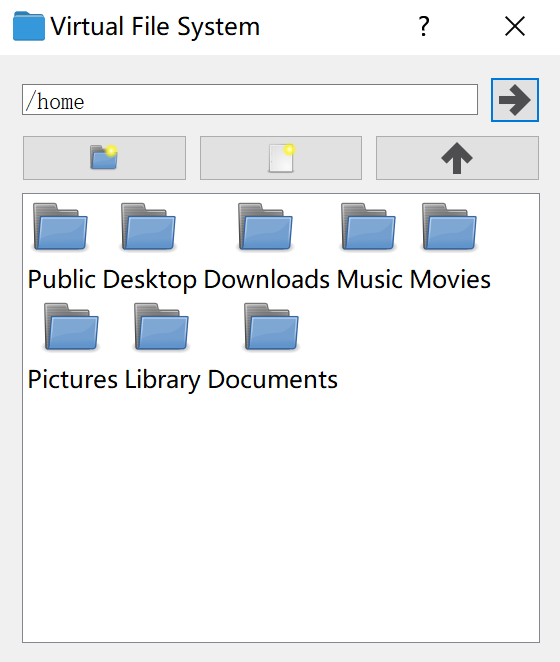 Virtual File System
?
/home
Public Desktop Downloads Music Movies
Pictures Library Documents